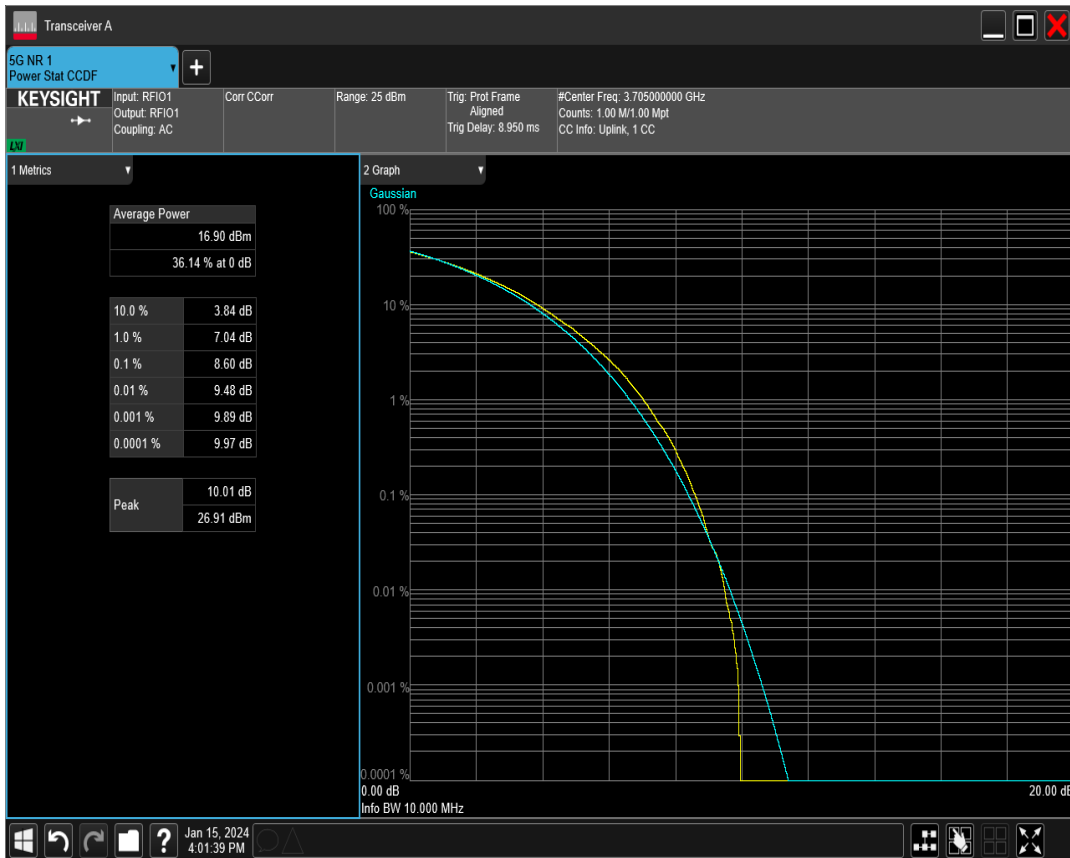 Transceiver A
5G NR 1
Power Stat CCDF
+
KEYSIGHT
LXI
Input: RFIO1
Output: RFIO1
Coupling: AC
Corr CCorr
Range: 25 dBm
Trig: Prot Frame
Aligned
Trig Delay: 8.950 ms
#Center Freq: 3.705000000 GHz
Counts: 1.00 M/1.00 Mpt
CC Info: Uplink, 1 CC
1 Metrics
Average Power
16.90 dBm
36.14 % at 0 dB
10.0 % 3.84 dB
1.0 % 7.04 dB
0.1 % 8.60 dB
0.01 % 9.48 dB
0.001 % 9.89 dB
0.0001 % 9.97 dB
Peak
10.01 dB
26.91 dBm
2 Graph
Gaussian
100 %
10 %
1 %
0.1 %
0.01 %
0.001 %
0.0001 %
0.00 dB
20.00 dB
Info BW 10.000 MHz
?
Jan 15, 2024
4:01:39 PM